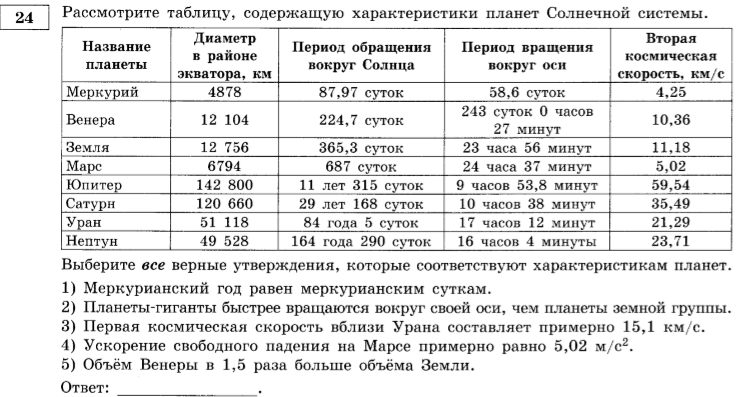 24
Рассмотрите таблицу, содержащую характеристики планет Солнечной системы.
Название планеты | Диаметр в районе экватора, км | Период обращения вокруг Солнца | Период вращения вокруг оси | Вторая космическая скорость, км/с
Меркурий | 4878 | 87,97 суток | 58,6 суток | 4,25
Венера | 12 104 | 224,7 суток | 243 суток 0 часов 27 минут | 10,36
Земля | 12 756 | 365,3 суток | 23 часа 56 минут | 11,18
Марс | 6794 | 687 суток | 24 часа 37 минут | 5,02
Юпитер | 142 800 | 11 лет 315 суток | 9 часов 53,8 минут | 59,54
Сатурн | 120 660 | 29 лет 168 суток | 10 часов 38 минут | 35,49
Уран | 51 118 | 84 года 5 суток | 17 часов 12 минут | 21,29
Нептун | 49 528 | 164 года 290 суток | 16 часов 4 минуты | 23,71
Выберите все верные утверждения, которые соответствуют характеристикам планет.
1) Меркурианский год равен меркурианским суткам.
2) Планеты-гиганты быстрее вращаются вокруг своей оси, чем планеты земной группы.
3) Первая космическая скорость вблизи Урана составляет примерно 15,1 км/с.
4) Ускорение свободного падения на Марсе примерно равно 5,02 м/с².
5) Объём Венеры в 1,5 раза больше объёма Земли.
Ответ: ____________ .